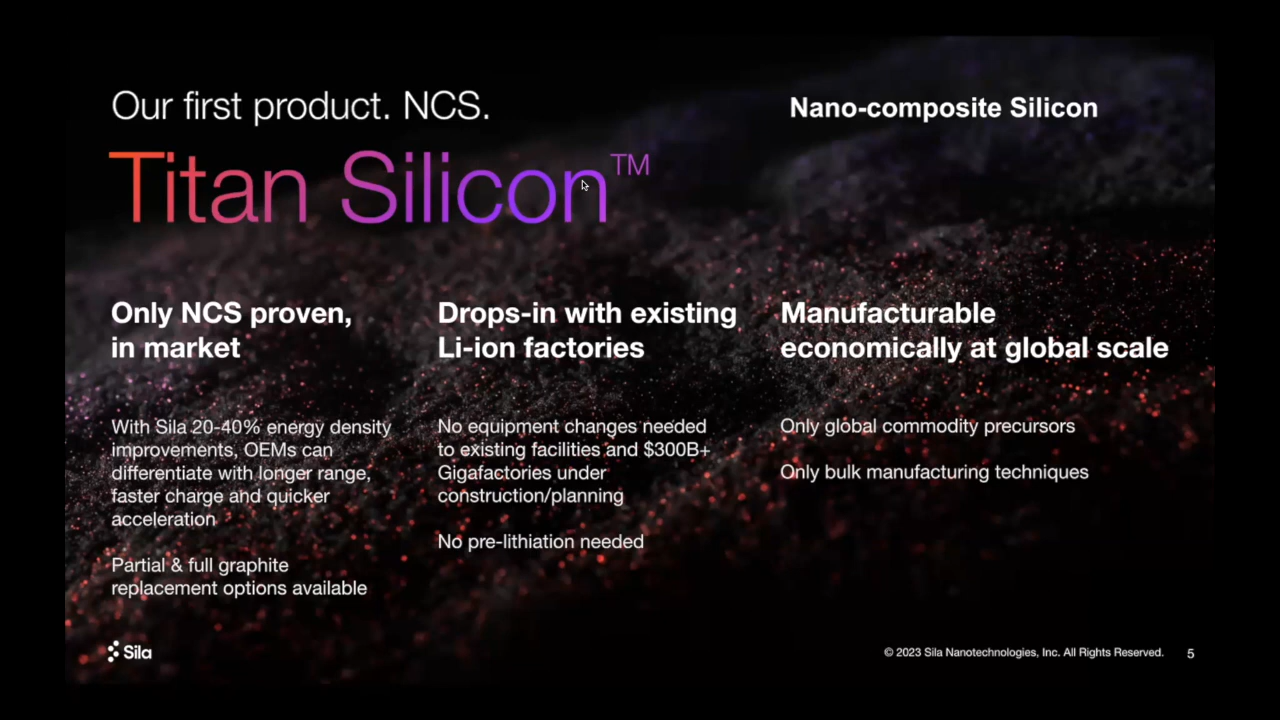 Our first product. NCS.
Nano-composite Silicon
Titan Silicon™
Only NCS proven,
in market
With Sila 20-40% energy density
improvements, OEMs can
differentiate with longer range,
faster charge and quicker
acceleration
Partial & full graphite
replacement options available
Drops-in with existing
Li-ion factories
No equipment changes needed
to existing facilities and $300B+
Gigafactories under
construction/planning
No pre-lithiation needed
Manufacturable
economically at global scale
Only global commodity precursors
Only bulk manufacturing techniques
Sila
© 2023 Sila Nanotechnologies, Inc. All Rights Reserved.
5